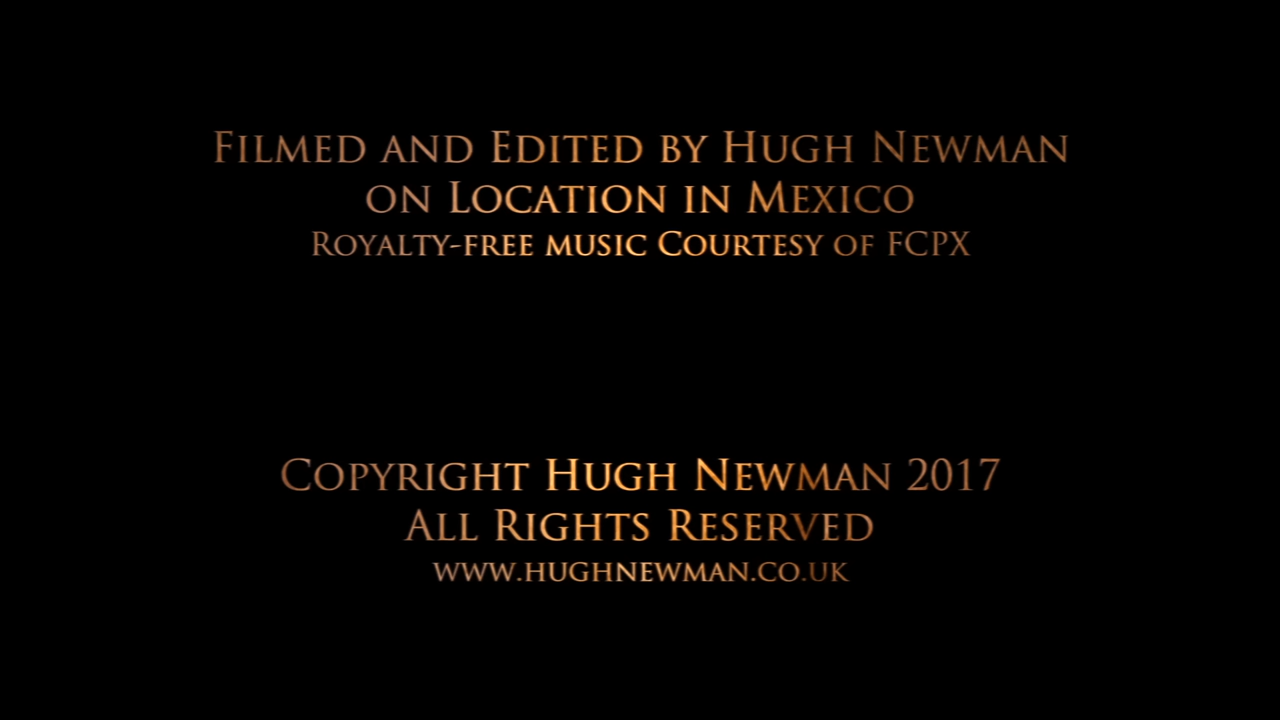 Filmed and Edited by Hugh Newman
on Location in Mexico
Royalty-free music Courtesy of FCPX
Copyright Hugh Newman 2017
All Rights Reserved
www.hughnewman.co.uk